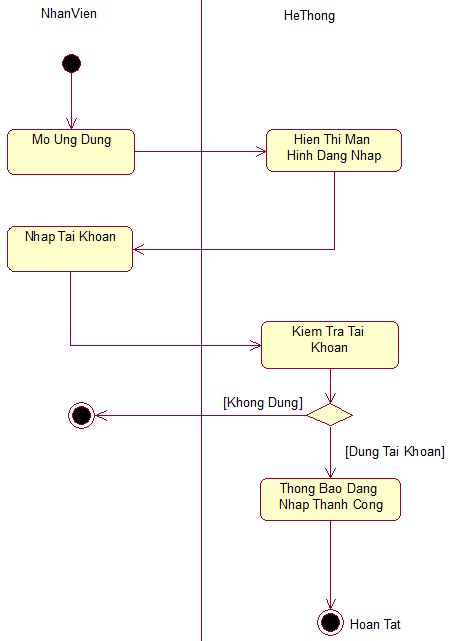 NhanVien
HeThong
Mo Ung Dung
Hien Thi Man
Hinh Dang Nhap
Nhap Tai Khoan
Kiem Tra Tai
Khoan
[Khong Dung]
[Dung Tai Khoan]
Thong Bao Dang
Nhap Thanh Cong
Hoan Tat